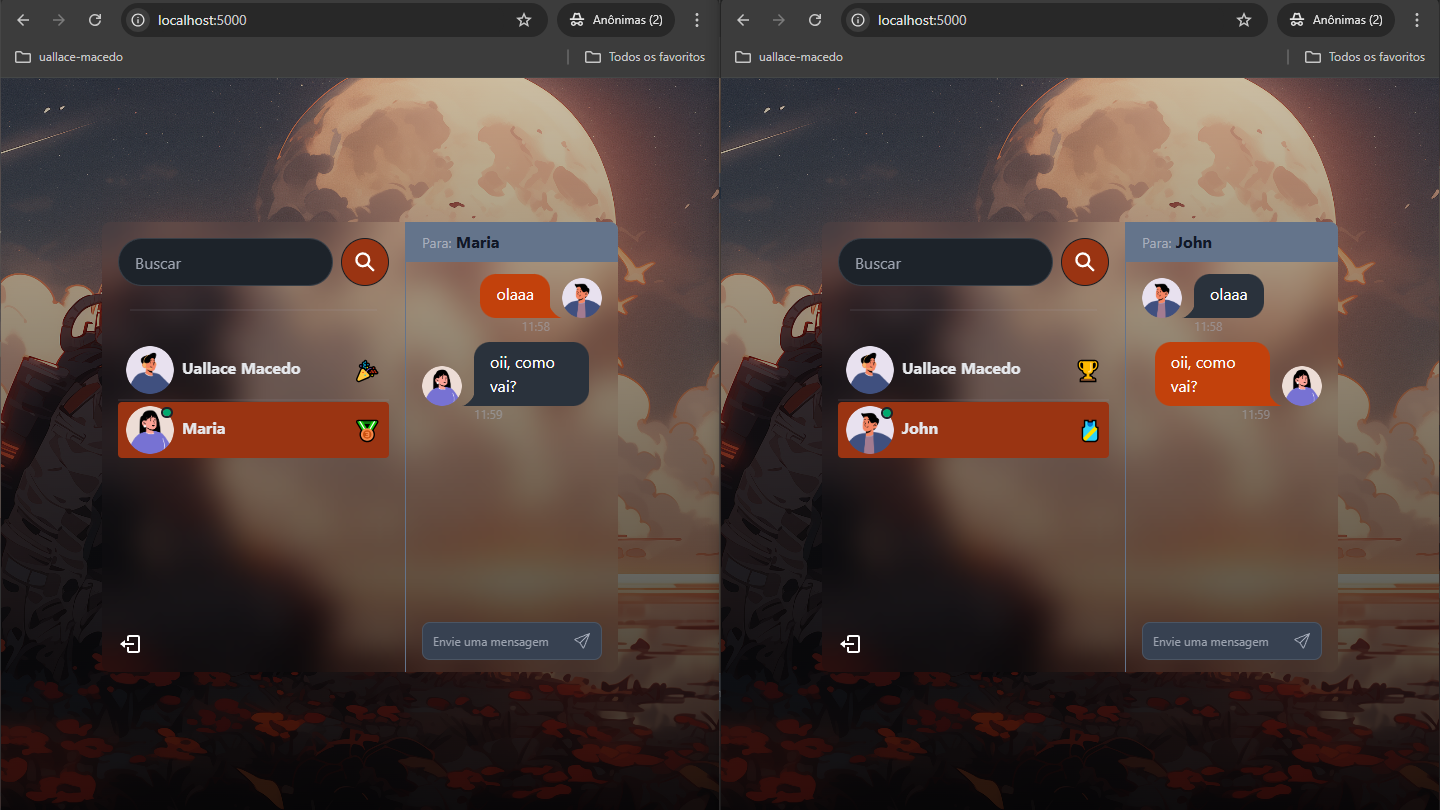 localhost:5000
Anônimas (2)
uallace-macedo
Todos os favoritos
Para: Maria
Buscar
olaaa
11:58
Uallace Macedo
oii, como
vai?
11:59
Maria
Envie uma mensagem
localhost:5000
Anônimas (2)
uallace-macedo
Todos os favoritos
Para: John
Buscar
olaaa
11:58
Uallace Macedo
oii, como
vai?
11:59
John
Envie uma mensagem